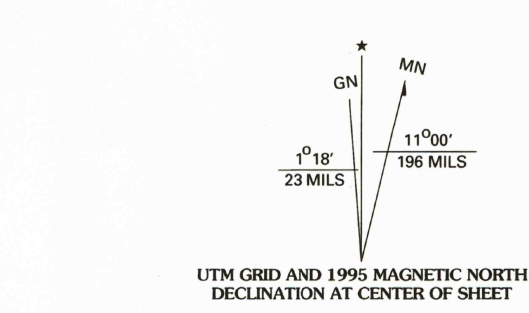 ★
GN
MN
1°18′
23 MILS
11°00′
196 MILS
UTM GRID AND 1995 MAGNETIC NORTH
DECLINATION AT CENTER OF SHEET